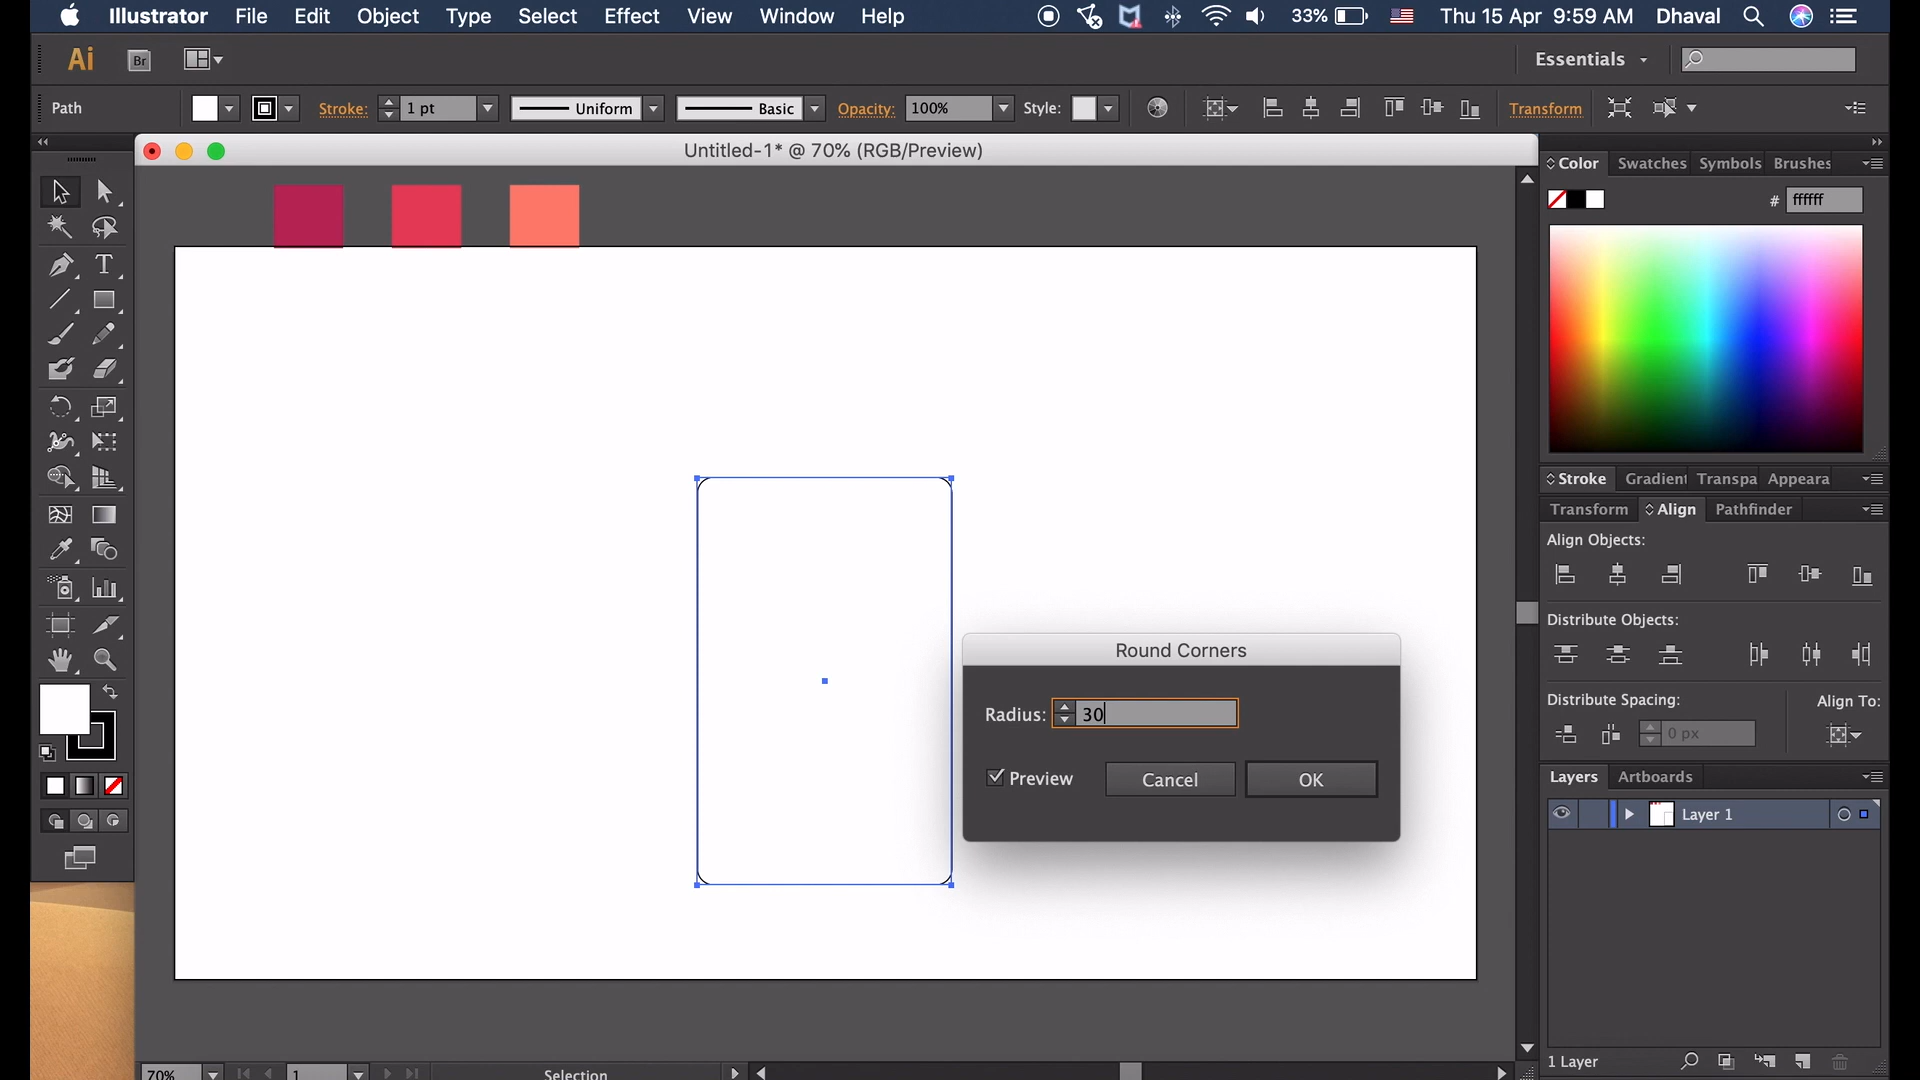 Illustrator File Edit Object Type Select Effect View Window Help 33% Thu 15 Apr 9:59 AM Dhaval
Ai Br Essentials
Path Stroke: 1 pt Uniform Basic Opacity: 100% Style: Transform
Untitled-1* @ 70% (RGB/Preview)
Color Swatches Symbols Brushes
# ffffff
T
Stroke Gradient Transpa Appeara
Transform Align Pathfinder
Align Objects:
Distribute Objects:
Distribute Spacing: Align To:
0 px
Round Corners
Radius: 30
Preview Cancel OK
Layers Artboards
Layer 1
1 Layer
70% 1 Selection